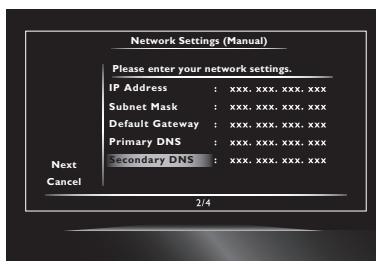 Network Settings (Manual)
Please enter your network settings.
IP Address : xxx. xxx. xxx. xxx
Subnet Mask : xxx. xxx. xxx. xxx
Default Gateway : xxx. xxx. xxx. xxx
Primary DNS : xxx. xxx. xxx. xxx
Secondary DNS : xxx. xxx. xxx. xxx
Next
Cancel
2/4